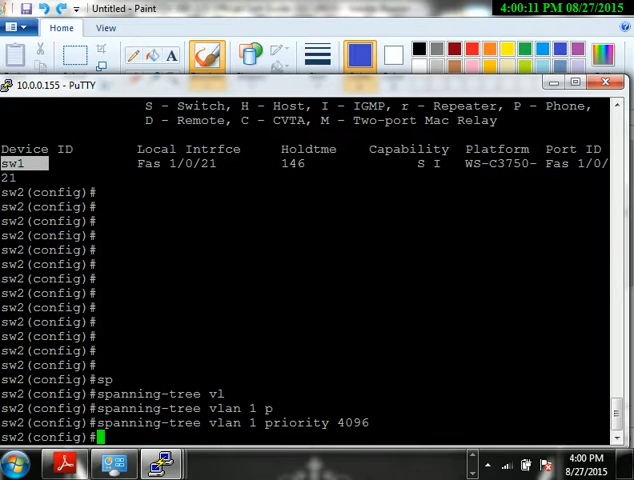 Untitled - Paint
4:00:11 PM 08/27/2015
Home
View
10.0.0.155 - PuTTY
S - Switch, H - Host, I - IGMP, r - Repeater, P - Phone,
D - Remote, C - CVTA, M - Two-port Mac Relay
Device ID Local Intrfce Holdtme Capability Platform Port ID
sw1 Fas 1/0/21 146 S I WS-C3750- Fas 1/0/
21
sw2(config)#
sw2(config)#
sw2(config)#
sw2(config)#
sw2(config)#
sw2(config)#
sw2(config)#
sw2(config)#
sw2(config)#
sw2(config)#
sw2(config)#
sw2(config)#
sw2(config)#
sw2(config)#sp
sw2(config)#spanning-tree vl
sw2(config)#spanning-tree vlan 1 p
sw2(config)#spanning-tree vlan 1 priority 4096
sw2(config)#
4:00 PM
8/27/2015